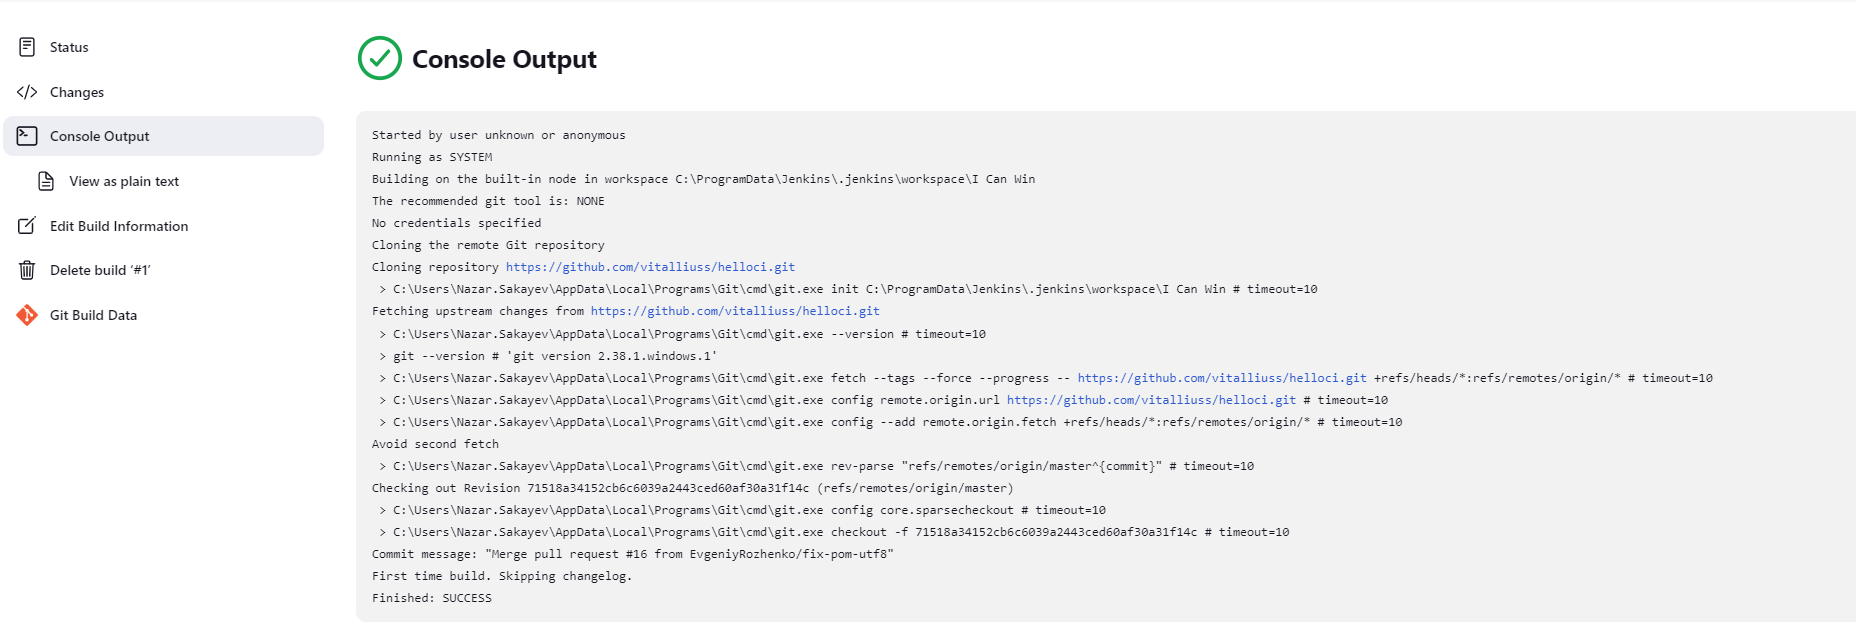 Status
Changes
Console Output
View as plain text
Edit Build Information
Delete build ‘#1’
Git Build Data
Console Output
Started by user unknown or anonymous
Running as SYSTEM
Building on the built-in node in workspace C:\ProgramData\Jenkins\.jenkins\workspace\I Can Win
The recommended git tool is: NONE
No credentials specified
Cloning the remote Git repository
Cloning repository https://github.com/vitalliuss/helloci.git
 > C:\Users\Nazar.Sakayev\AppData\Local\Programs\Git\cmd\git.exe init C:\ProgramData\Jenkins\.jenkins\workspace\I Can Win # timeout=10
Fetching upstream changes from https://github.com/vitalliuss/helloci.git
 > C:\Users\Nazar.Sakayev\AppData\Local\Programs\Git\cmd\git.exe --version # timeout=10
 > git --version # 'git version 2.38.1.windows.1'
 > C:\Users\Nazar.Sakayev\AppData\Local\Programs\Git\cmd\git.exe fetch --tags --force --progress -- https://github.com/vitalliuss/helloci.git +refs/heads/*:refs/remotes/origin/* # timeout=10
 > C:\Users\Nazar.Sakayev\AppData\Local\Programs\Git\cmd\git.exe config remote.origin.url https://github.com/vitalliuss/helloci.git # timeout=10
 > C:\Users\Nazar.Sakayev\AppData\Local\Programs\Git\cmd\git.exe config --add remote.origin.fetch +refs/heads/*:refs/remotes/origin/* # timeout=10
Avoid second fetch
 > C:\Users\Nazar.Sakayev\AppData\Local\Programs\Git\cmd\git.exe rev-parse "refs/remotes/origin/master^{commit}" # timeout=10
Checking out Revision 71518a34152cb6c6039a2443ced60af30a31f14c (refs/remotes/origin/master)
 > C:\Users\Nazar.Sakayev\AppData\Local\Programs\Git\cmd\git.exe config core.sparsecheckout # timeout=10
 > C:\Users\Nazar.Sakayev\AppData\Local\Programs\Git\cmd\git.exe checkout -f 71518a34152cb6c6039a2443ced60af30a31f14c # timeout=10
Commit message: "Merge pull request #16 from EvgeniyRozhenko/fix-pom-utf8"
First time build. Skipping changelog.
Finished: SUCCESS